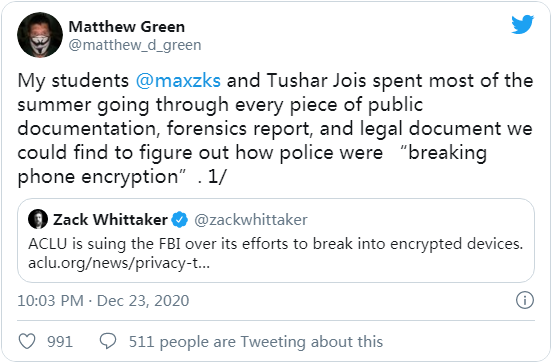 Matthew Green
@matthew_d_green
My students @maxzks and Tushar Jois spent most of the
summer going through every piece of public
documentation, forensics report, and legal document we
could find to figure out how police were “breaking
phone encryption”. 1/
Zack Whittaker @zackwhittaker
ACLU is suing the FBI over its efforts to break into encrypted devices.
aclu.org/news/privacy-t...
10:03 PM · Dec 23, 2020
991 511 people are Tweeting about this